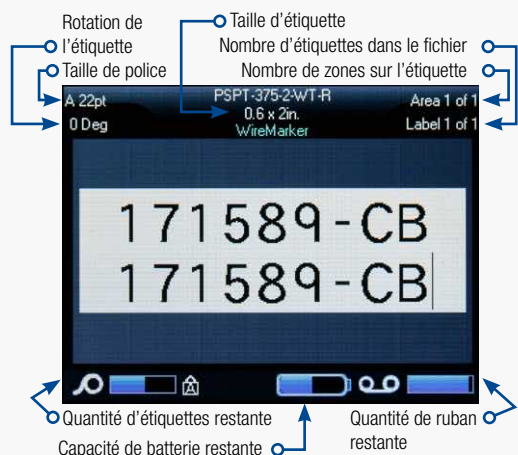 Rotation de
l'étiquette
Taille de police
Taille d'étiquette
Nombre d'étiquettes dans le fichier
Nombre de zones sur l'étiquette
A 22pt
0 Deg
PSPT-375-2-WT-R
0.6 x 2in.
WireMarker
Area 1 of 1
Label 1 of 1
171589-CB
171589-CB
A
Quantité d'étiquettes restante
Capacité de batterie restante
Quantité de ruban
restante